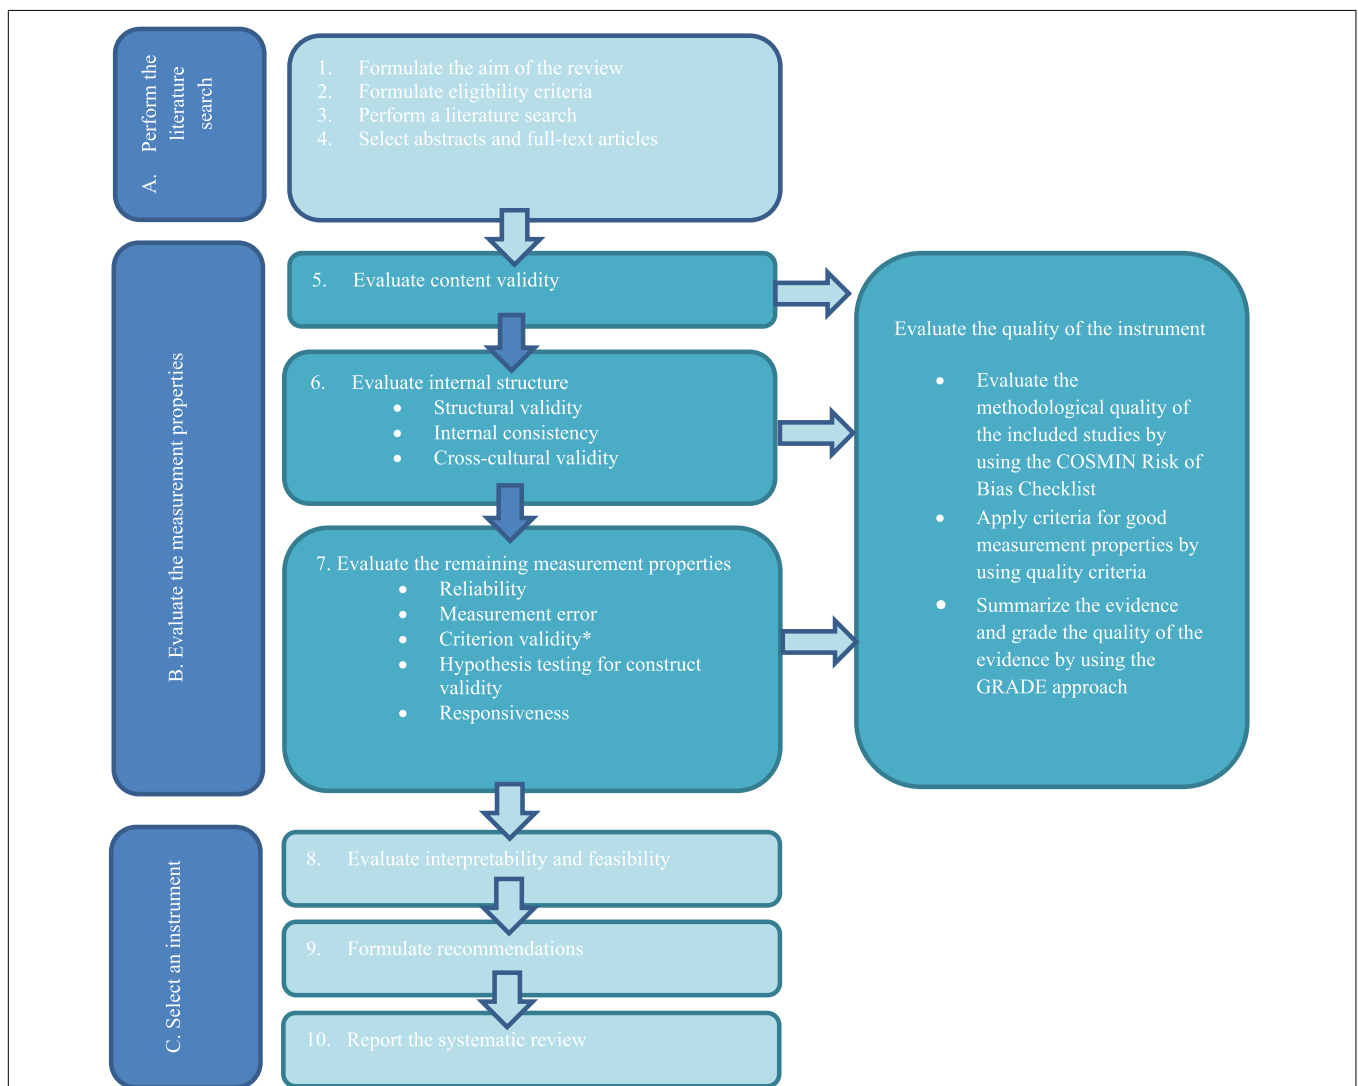 A. Perform the
literature
search
1. Formulate the aim of the review
2. Formulate eligibility criteria
3. Perform a literature search
4. Select abstracts and full-text articles
B. Evaluate the measurement properties
5. Evaluate content validity
6. Evaluate internal structure
• Structural validity
• Internal consistency
• Cross-cultural validity
7. Evaluate the remaining measurement properties
• Reliability
• Measurement error
• Criterion validity*
• Hypothesis testing for construct
validity
• Responsiveness
Evaluate the quality of the instrument
• Evaluate the
methodological quality of
the included studies by
using the COSMIN Risk of
Bias Checklist
• Apply criteria for good
measurement properties by
using quality criteria
• Summarize the evidence
and grade the quality of the
evidence by using the
GRADE approach
C. Select an instrument
8. Evaluate interpretability and feasibility
9. Formulate recommendations
10. Report the systematic review